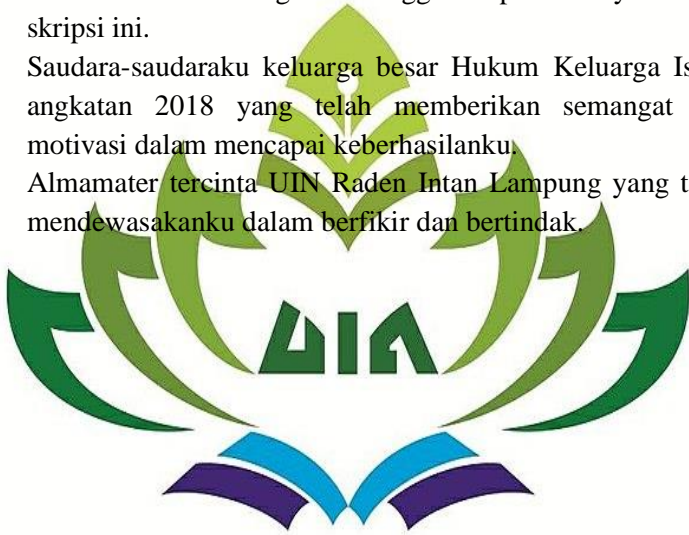 skripsi ini.
Saudara-saudaraku keluarga besar Hukum Keluarga
angkatan 2018 yang telah memberikan semangat
motivasi dalam mencapai keberhasilanku.
Almamater tercinta UIN Raden Intan Lampung yang
mendewasakanku dalam berfikir dan bertindak.
UIN